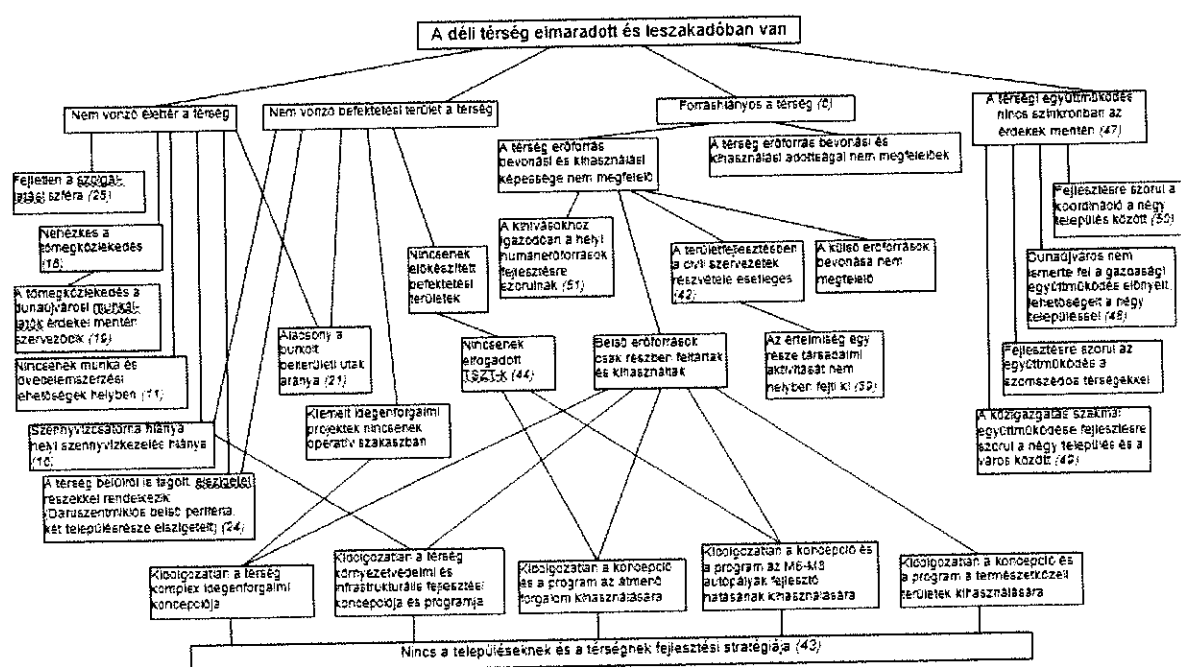 A déli térség elmaradott és leszakadóban van
Nem vonzó élettér a térség
Nem vonzó befektetési terület a térség
Forráshiányos a térség (6)
A térségi együttműködés
nincs szinkronban az
érdekek mentén (47)
A térség erőforrás
bevonási és kihasználási
képessége nem megfelelő
A térség erőforrás bevonási és
kihasználási adottságai nem megfelelőek
Fejletlen a szolgál-
tatási szféra (25)
Nehézkes a
tömegközlekedés
(18)
A tömegközlekedés a
dunaújvárosi munkál-
latók érdekei mentén
szerveződik (19)
Nincsenek munka és
jövedelemszerzési
lehetőségek helyben (11)
Szennyvízcsatorna hiánya
helyi szennyvízkezelés hiánya
(16)
A térség belülről is tagolt, elszigetelt
részekkel rendelkezik
(Daruszentmiklós belső periféria,
két településrésze elszigetelt) (24)
Alacsony a
burkolt
belterületi utak
aránya (21)
Nincsenek
előkészített
befektetési
területek
Kiemelt idegenforgalmi
projektek nincsenek
operatív szakaszban
Nincsenek
elfogadott
TSZT-k (44)
A kihívásokhoz
igazodóan a helyi
humánerőforrások
fejlesztésre
szorulnak (51)
Belső erőforrások
csak részben feltártak
és kihasználtak
A területfejlesztésben
a civil szervezetek
részvétele esetleges
(42)
A külső erőforrások
bevonása nem
megfelelő
Az értelmiség egy
része társadalmi
aktivitását nem
helyben fejti ki (39)
Fejlesztésre szorul a
koordináció a négy
település között (50)
Dunaújváros nem
ismerte fel a gazdasági
együttműködés előnyeit,
lehetőségeit a négy
településsel (48)
Fejlesztésre szorul az
együttműködés a
szomszédos térségekkel
A közigazgatás szakmai
együttműködése fejlesztésre
szorul a négy település és a
város között (49)
Kidolgozatlan a térség
komplex idegenforgalmi
koncepciója
Kidolgozatlan a térség
környezetvédelmi és
infrastrukturális fejlesztési
koncepciója és programja
Kidolgozatlan a koncepció
és a program az átmenő
forgalom kihasználására
Kidolgozatlan a koncepció és
a program az M6-M8
autópályák fejlesztő
hatásának kihasználására
Kidolgozatlan a koncepció és
a program a természetközeli
területek kihasználására
Nincs a településeknek és a térségnek fejlesztési stratégiája (43)